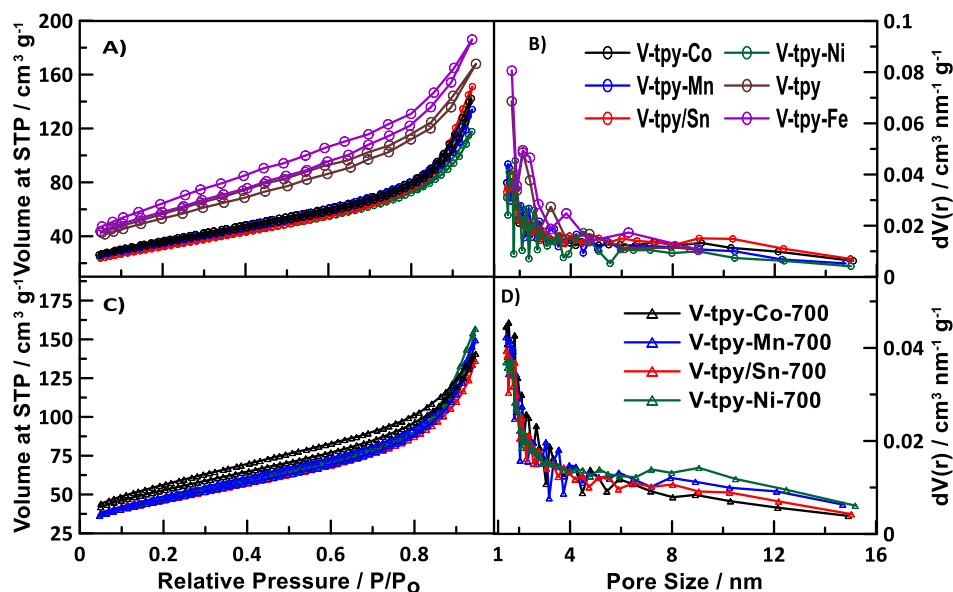 A)
200
160
120
80
40
Volume at STP / cm³ g⁻¹
B)
V-tpy-Co
V-tpy-Ni
V-tpy-Mn
V-tpy
V-tpy/Sn
V-tpy-Fe
0.1
0.08
0.06
0.04
0.02
0
dV(r) / cm³ nm⁻¹ g⁻¹
C)
175
150
125
100
75
50
25
Volume at STP / cm³ g⁻¹
0
0.2
0.4
0.6
0.8
Relative Pressure / P/Po
D)
V-tpy-Co-700
V-tpy-Mn-700
V-tpy/Sn-700
V-tpy-Ni-700
0.04
0.02
0
dV(r) / cm³ nm⁻¹ g⁻¹
1
4
8
12
16
Pore Size / nm